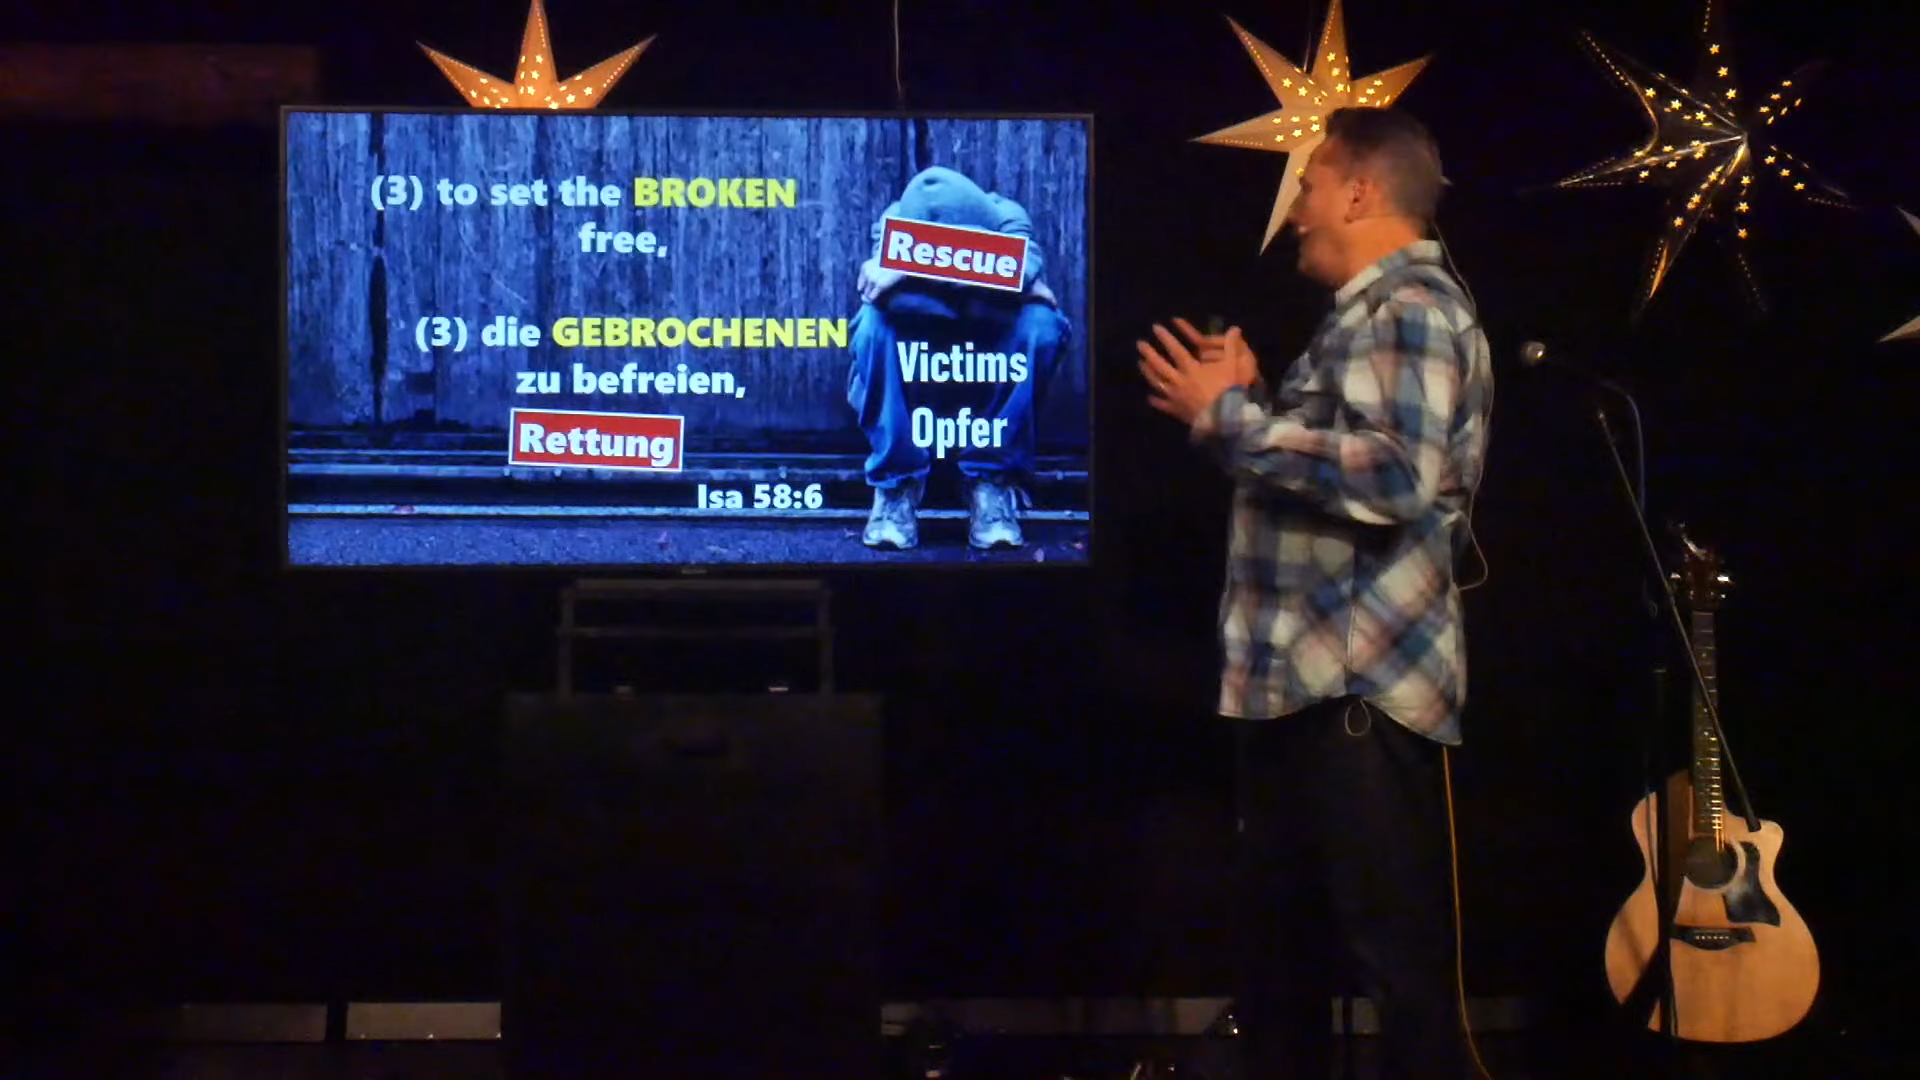 (3) to set the BROKEN
free,
Rescue
(3) die GEBROCHENEN
zu befreien,
Rettung
Victims
Opfer
Isa 58:6